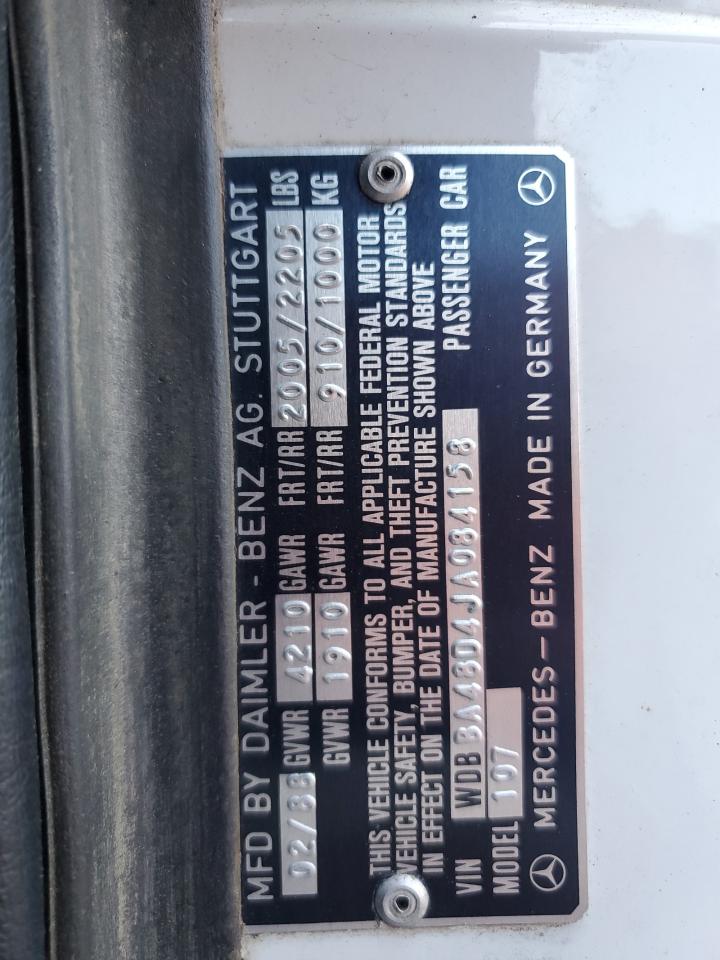 MFD BY DAIMLER - BENZ AG. STUTTGART
02/88 GVWR 4210 GAWR FRT/RR 2005/2205 LBS
GVWR 1910 GAWR FRT/RR 910/1000 KG
THIS VEHICLE CONFORMS TO ALL APPLICABLE FEDERAL MOTOR
VEHICLE SAFETY, BUMPER, AND THEFT PREVENTION STANDARDS
IN EFFECT ON THE DATE OF MANUFACTURE SHOWN ABOVE
VIN WDB BA48D4JA084158 PASSENGER CAR
MODEL 107
MERCEDES-BENZ MADE IN GERMANY